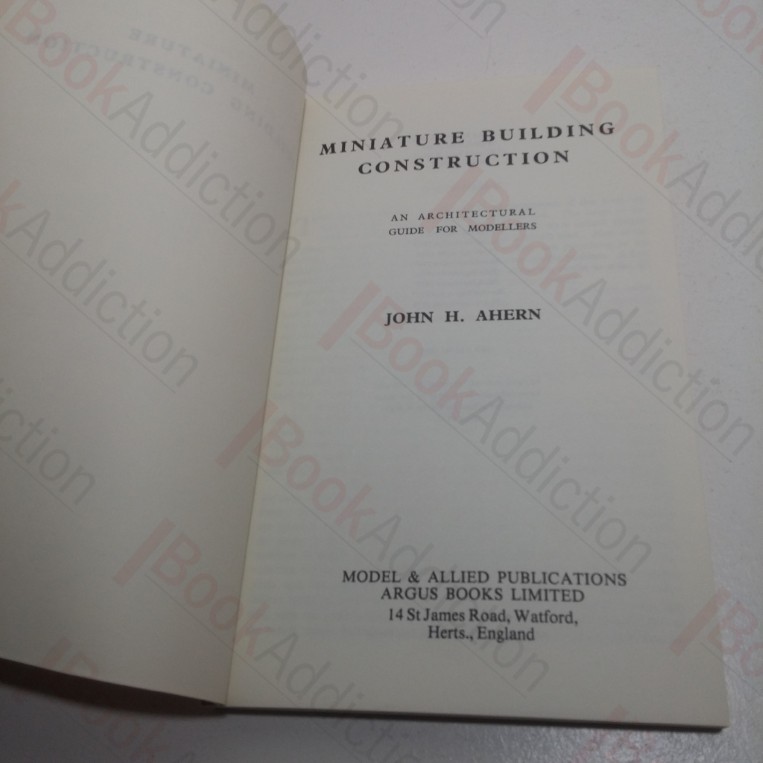 MINIATURE BUILDING
CONSTRUCTION
AN ARCHITECTURAL
GUIDE FOR MODELLERS
JOHN H. AHERN
MODEL & ALLIED PUBLICATIONS
ARGUS BOOKS LIMITED
14 St James Road, Watford,
Herts., England
BookAddiction